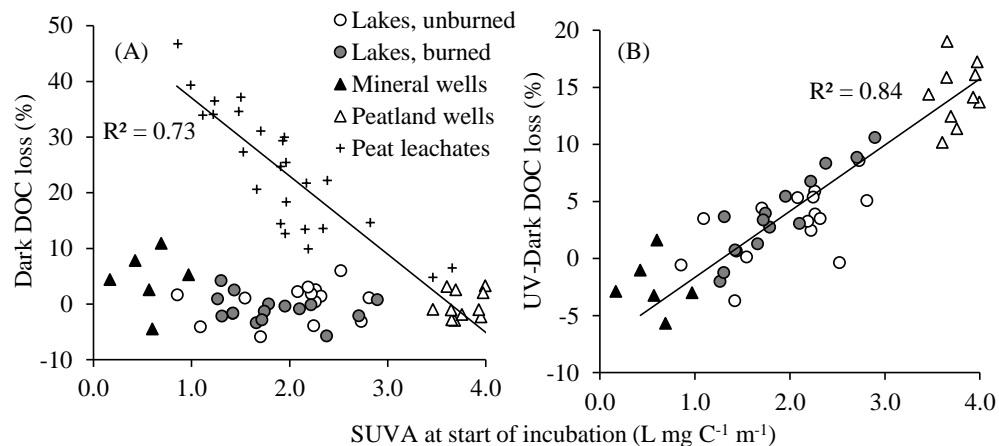 (A)
Dark DOC loss (%)
50
40
30
20
10
0
-10
0.0 1.0 2.0 3.0 4.0
R² = 0.73
Lakes, unburned
Lakes, burned
Mineral wells
Peatland wells
Peat leachates
(B)
UV-Dark DOC loss (%)
20
15
10
5
0
-5
-10
0.0 1.0 2.0 3.0 4.0
R² = 0.84
SUVA at start of incubation (L mg C⁻¹ m⁻¹)